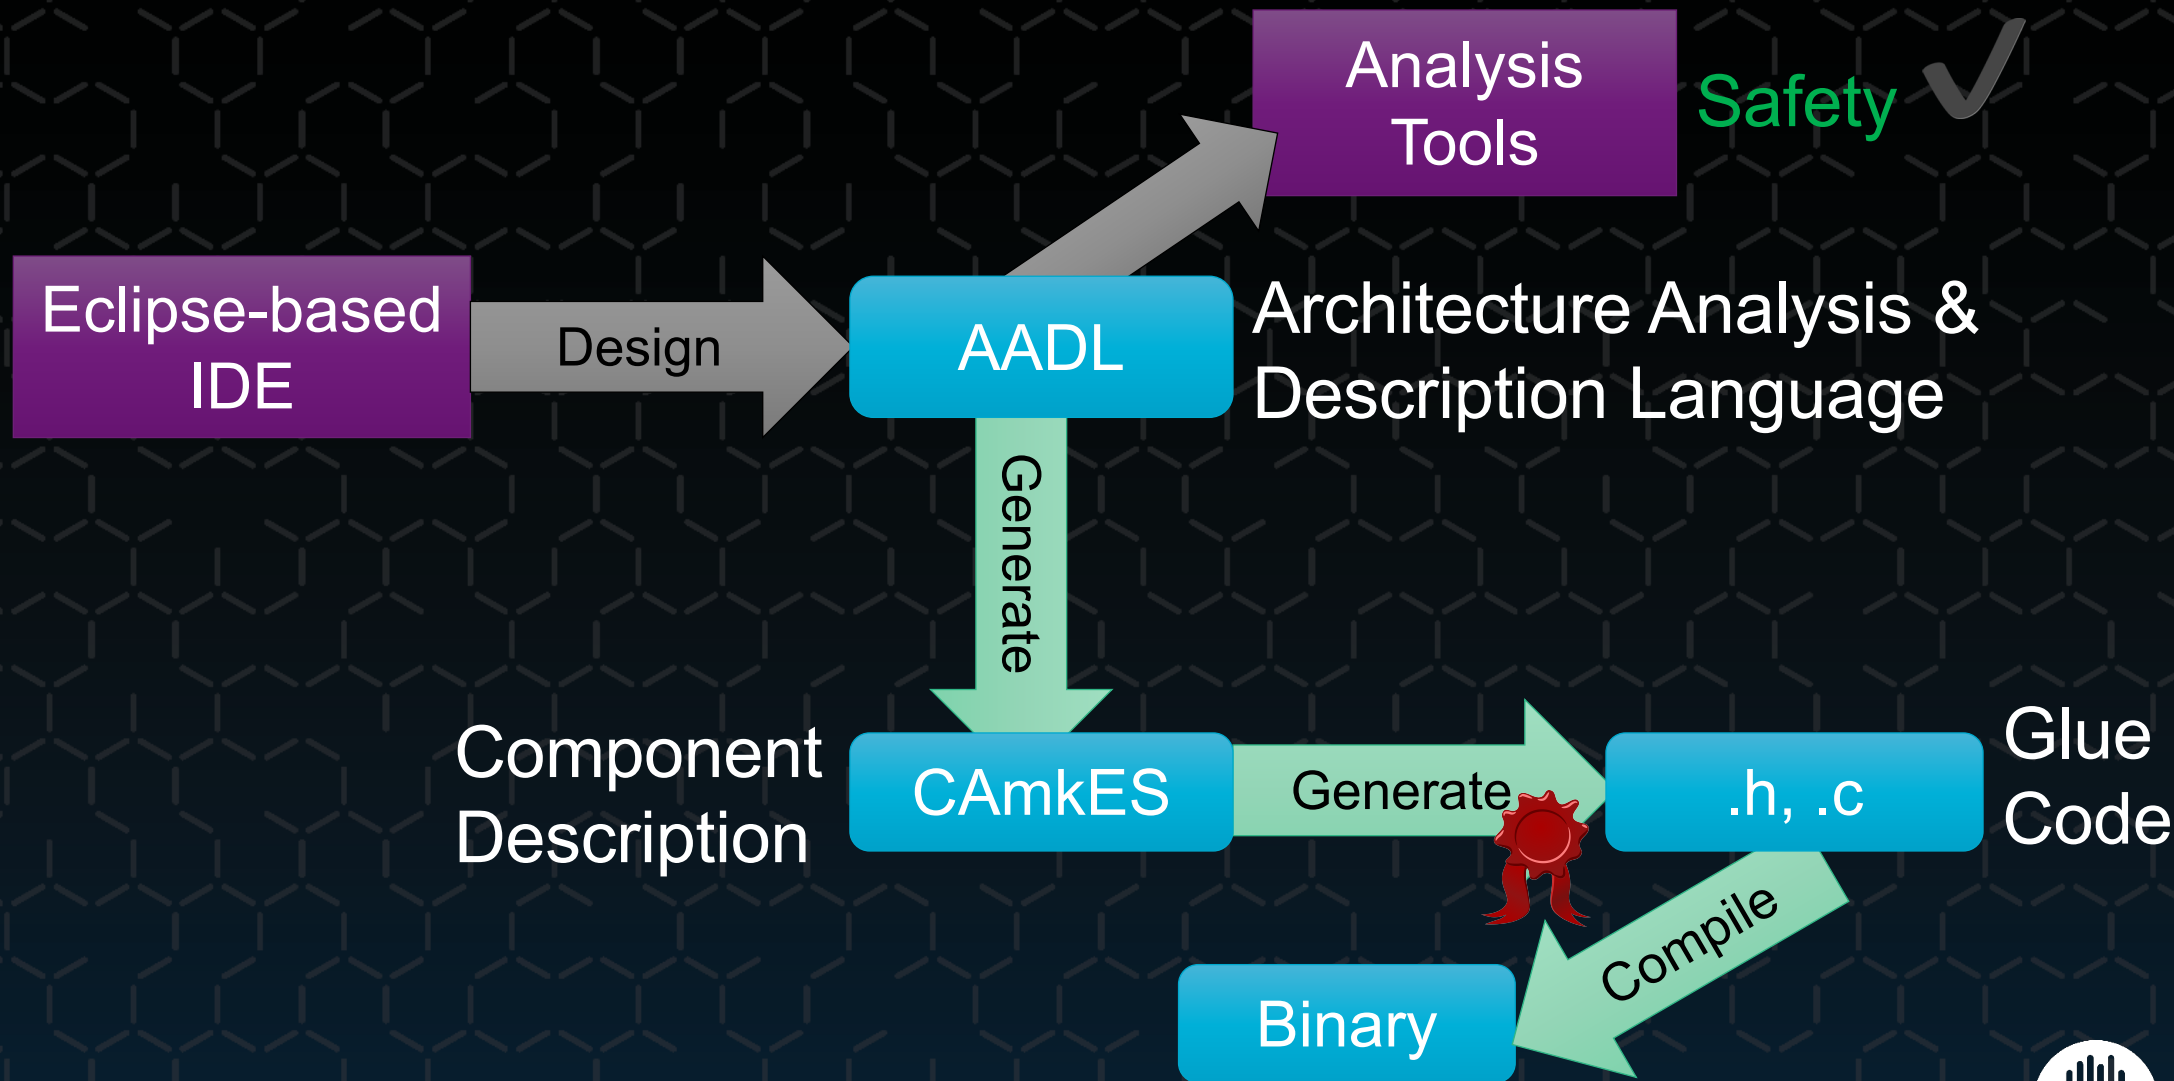 Analysis
Tools
Safety
Eclipse-based
IDE
Design
AADL
Architecture Analysis &
Description Language
Generate
Component
Description
CAmkES
Generate
.h, .c
Glue
Code
Compile
Binary